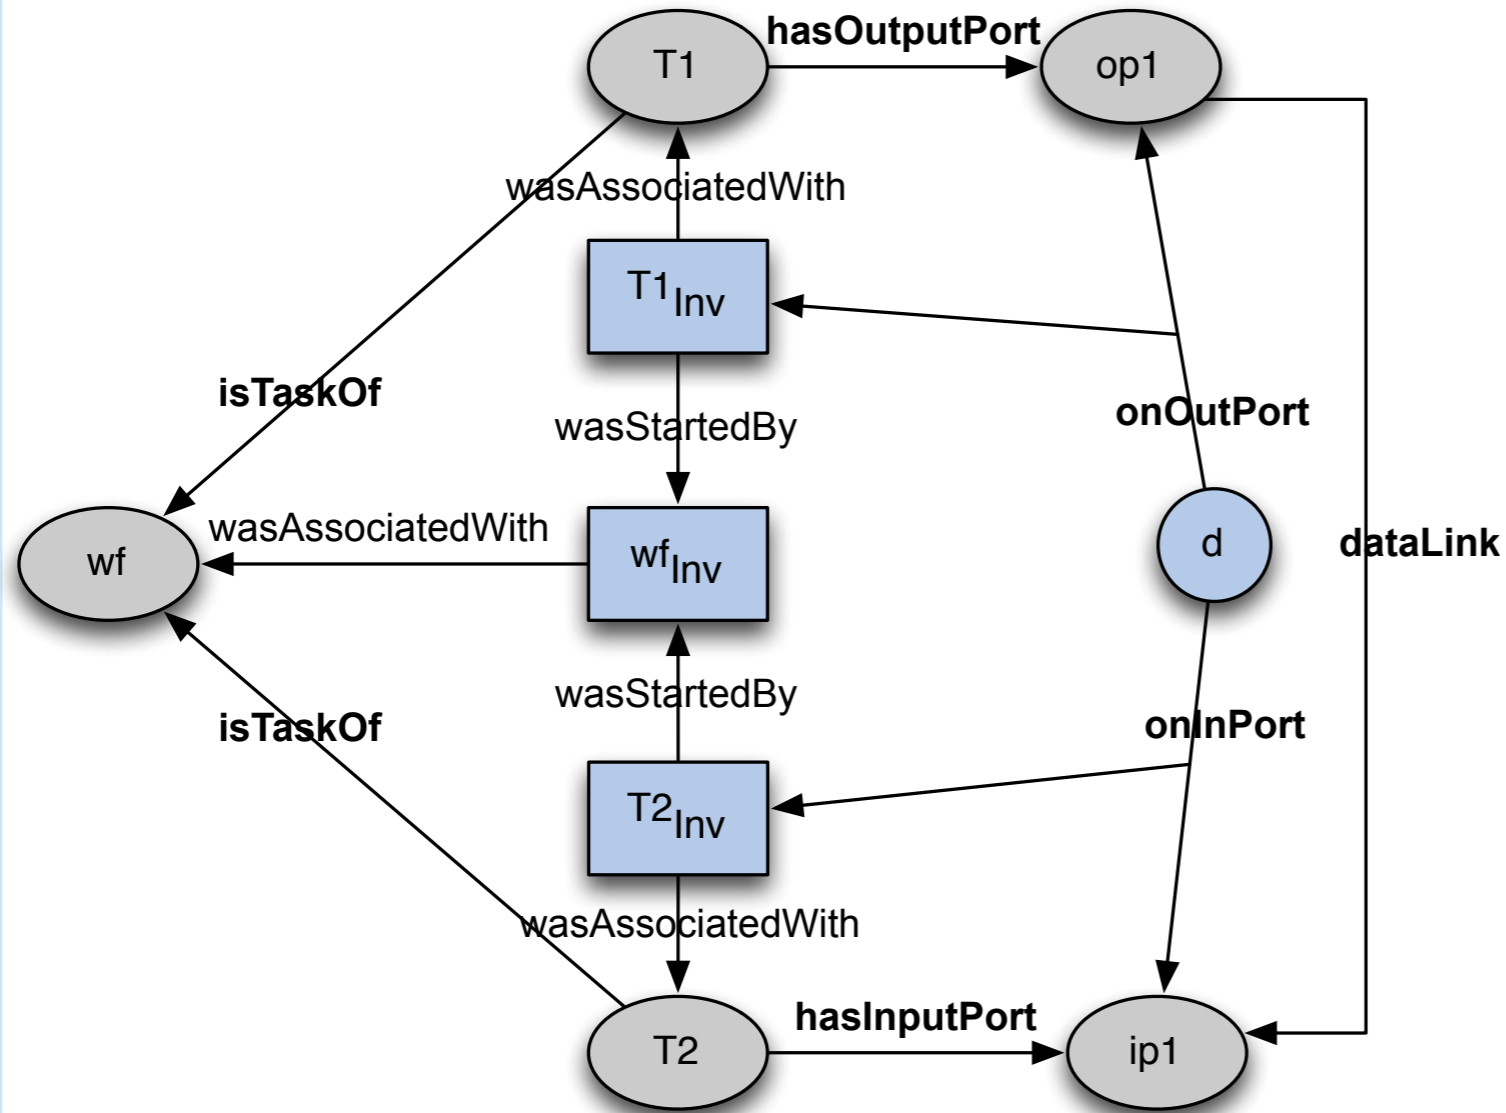 hasOutputPort
T1
op1
wasAssociatedWith
T1Inv
isTaskOf
onOutPort
wasStartedBy
wasAssociatedWith
wf
wfInv
d
dataLink
wasStartedBy
isTaskOf
onInPort
T2Inv
wasAssociatedWith
hasInputPort
T2
ip1